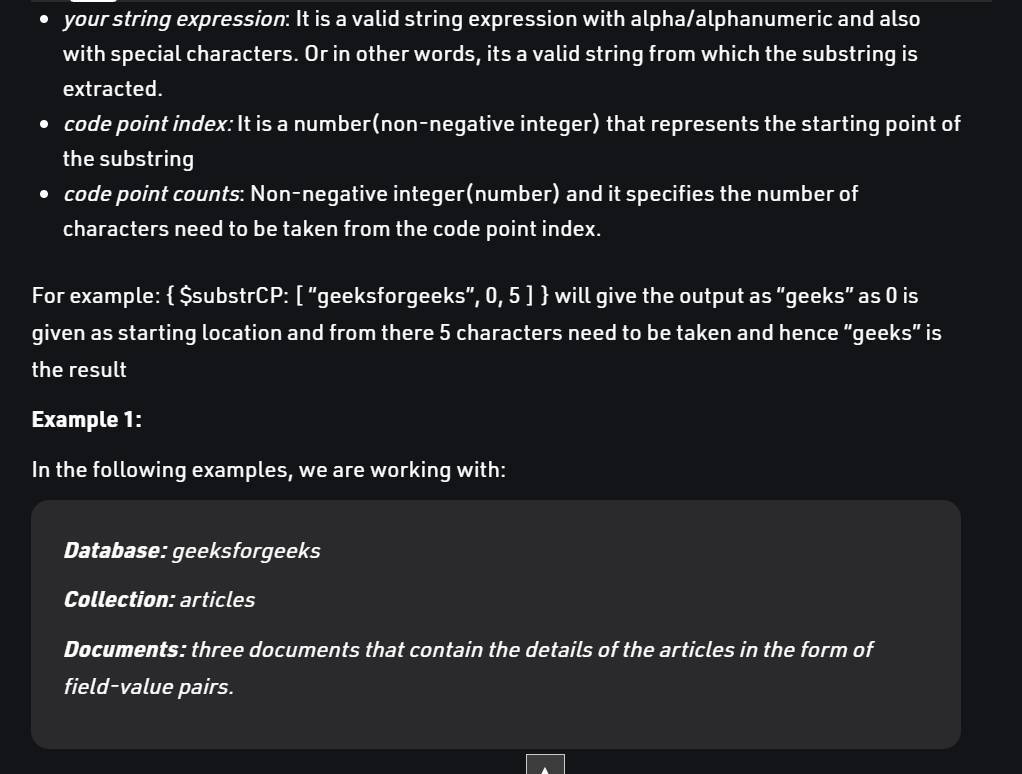 your string expression: It is a valid string expression with alpha/alphanumeric and also
with special characters. Or in other words, its a valid string from which the substring is
extracted.
code point index: It is a number(non-negative integer) that represents the starting point of
the substring
code point counts: Non-negative integer(number) and it specifies the number of
characters need to be taken from the code point index.
For example: { $substrCP: [ “geeksforgeeks”, 0, 5 ] } will give the output as “geeks” as 0 is
given as starting location and from there 5 characters need to be taken and hence “geeks” is
the result
Example 1:
In the following examples, we are working with:
Database: geeksforgeeks
Collection: articles
Documents: three documents that contain the details of the articles in the form of
field-value pairs.